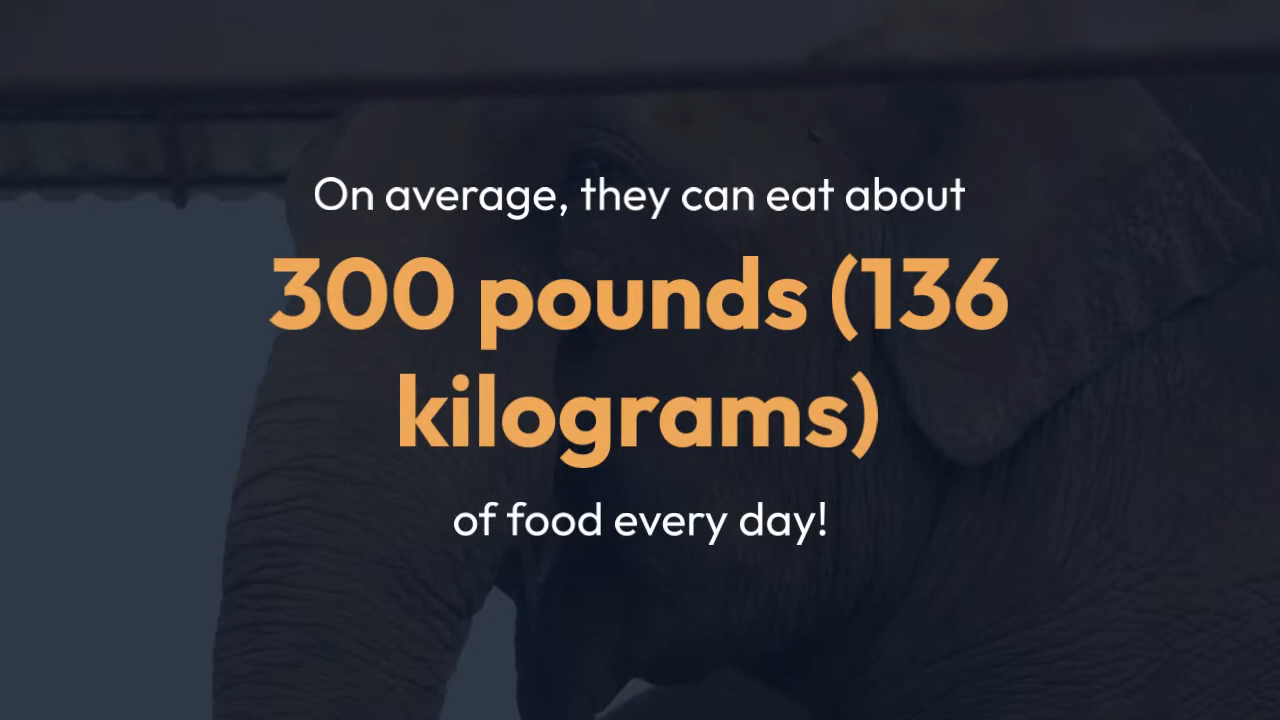 On average, they can eat about
300 pounds (136
kilograms)
of food every day!